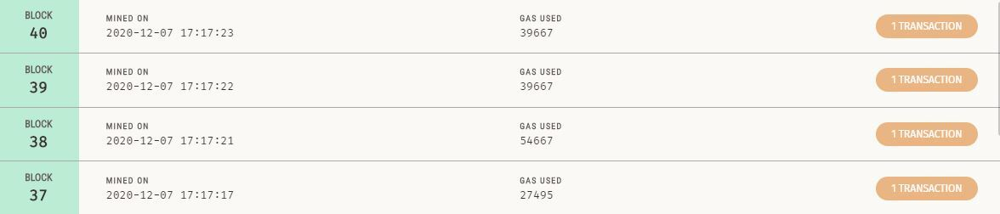 BLOCK MINED ON GAS USED
40 2020-12-07 17:17:23 39667 1 TRANSACTION
BLOCK MINED ON GAS USED
39 2020-12-07 17:17:22 39667 1 TRANSACTION
BLOCK MINED ON GAS USED
38 2020-12-07 17:17:21 54667 1 TRANSACTION
BLOCK MINED ON GAS USED
37 2020-12-07 17:17:17 27495 1 TRANSACTION